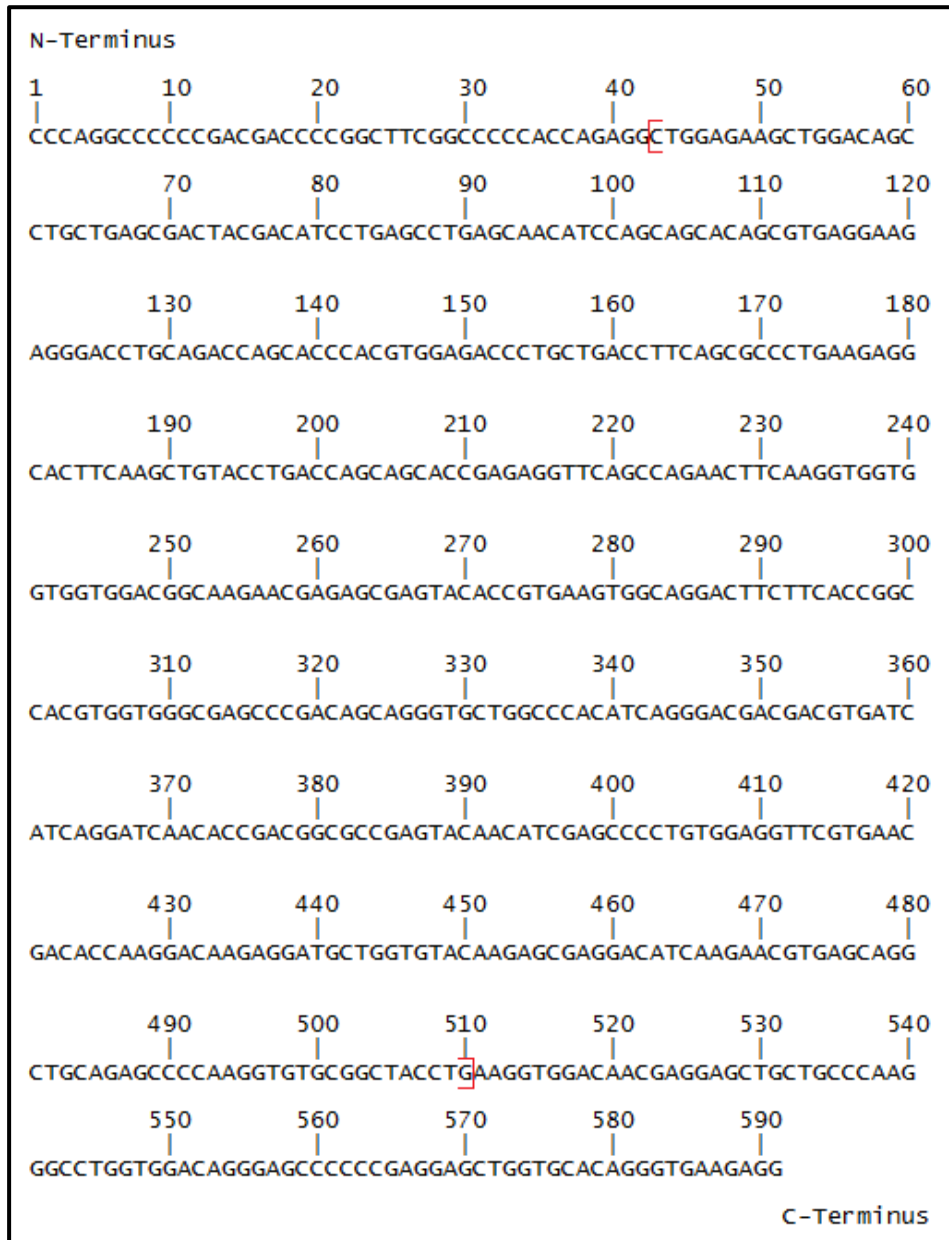 N-Terminus
1 10 20 30 40 50 60
CCCAGGCCCCCCGACGACCCCGGCTTCGGCCCCCACCAGAGGCTGGAGAAGCTGGACAGC
70 80 90 100 110 120
CTGCTGAGCGACTACGACATCCTGAGCCTGAGCAACATCCAGCAGCACAGCGTGAGGAAG
130 140 150 160 170 180
AGGGACCTGCAGACCAGCACCCACGTGGAGACCCTGCTGACCTTCAGCGCCCTGAAGAGG
190 200 210 220 230 240
CACTTCAAGCTGTACCTGACCAGCAGCACCGAGAGGTTCAGCCAGAACTTCAAGGTGGTG
250 260 270 280 290 300
GTGGTGGACGGCAAGAACGAGAGCGAGTACACCGTGAAGTGGCAGGACTTCTTCACCGGC
310 320 330 340 350 360
CACGTGGTGGGCGAGCCCGACAGCAGGGTGCTGGCCCACATCAGGGACGACGACGTGATC
370 380 390 400 410 420
ATCAGGATCAACACCGACGGCGCCGAGTACAACATCGAGCCCCTGTGGAGGTTCGTGAAC
430 440 450 460 470 480
GACACCAAGGACAAGAGGATGCTGGTGTACAAGAGCGAGGACATCAAGAACGTGAGCAGG
490 500 510 520 530 540
CTGCAGAGCCCCAAGGTGTGCGGCTACCTGAAGGTGGACAACGAGGAGCTGCTGCCCAAG
550 560 570 580 590
GGCCTGGTGGACAGGGAGCCCCCCGAGGAGCTGGTGCACAGGGTGAAGAGG
C-Terminus